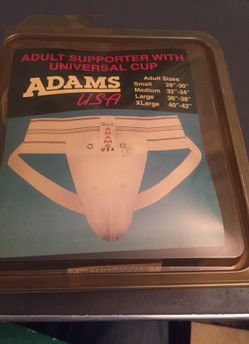 ADULT SUPPORTER WITH
UNIVERSAL CUP
ADAMS
USA
Adult Sizes
Small 28"-30"
Medium 32"-34"
Large 36"-38"
XLarge 40"-42"
ADAMS
USA